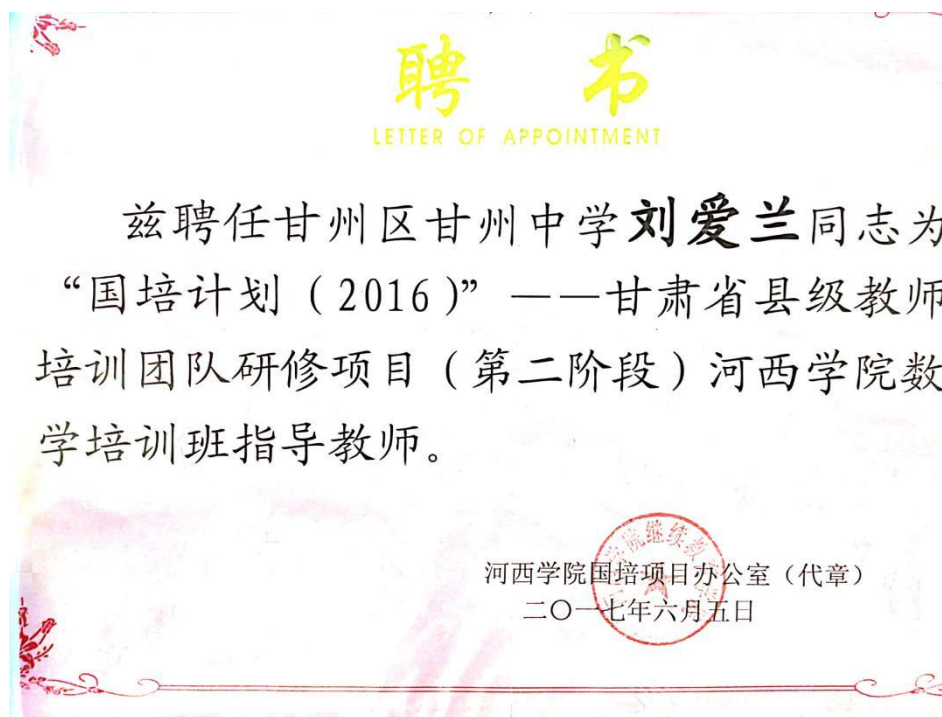 聘 书
LETTER OF APPOINTMENT
兹聘任甘州区甘州中学刘爱兰同志为
“国培计划（2016）”——甘肃省县级教师
培训团队研修项目（第二阶段）河西学院数
学培训班指导教师。
院继续教
河西学院国培项目办公室（代章）
二〇一七年六月五日